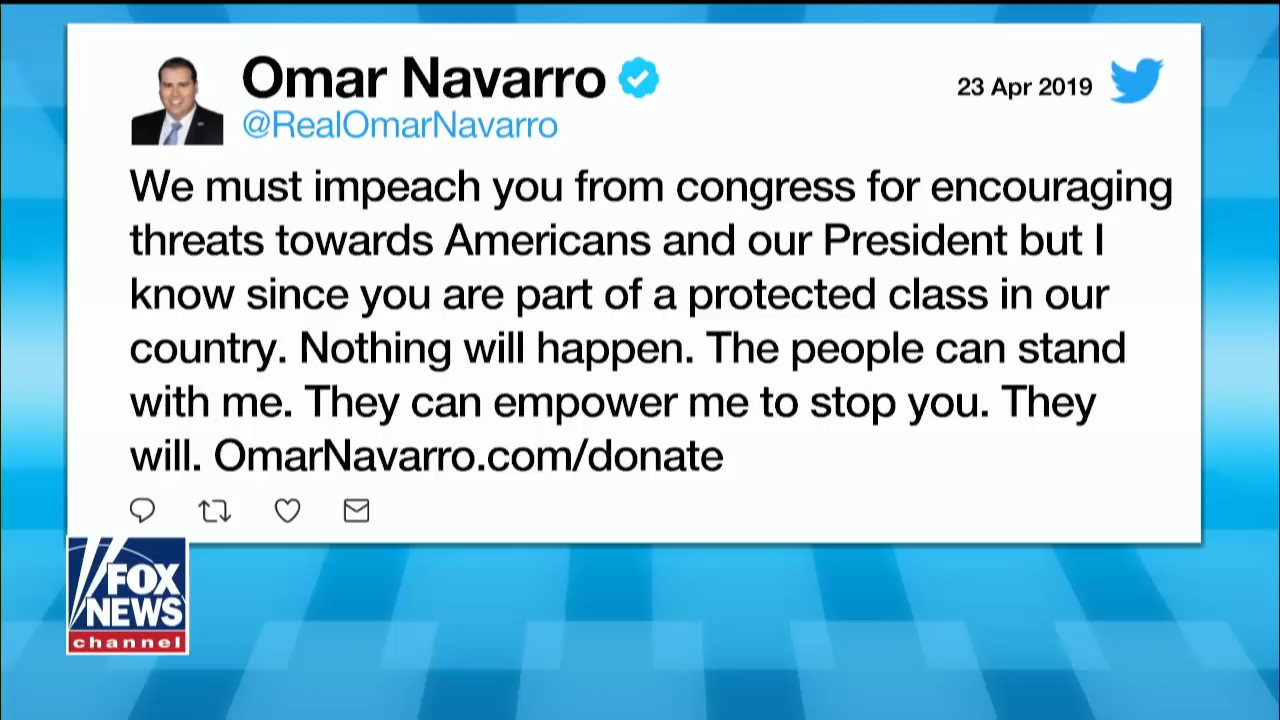 Omar Navarro
@RealOmarNavarro
23 Apr 2019
We must impeach you from congress for encouraging
threats towards Americans and our President but I
know since you are part of a protected class in our
country. Nothing will happen. The people can stand
with me. They can empower me to stop you. They
will. OmarNavarro.com/donate
FOX
NEWS
channel